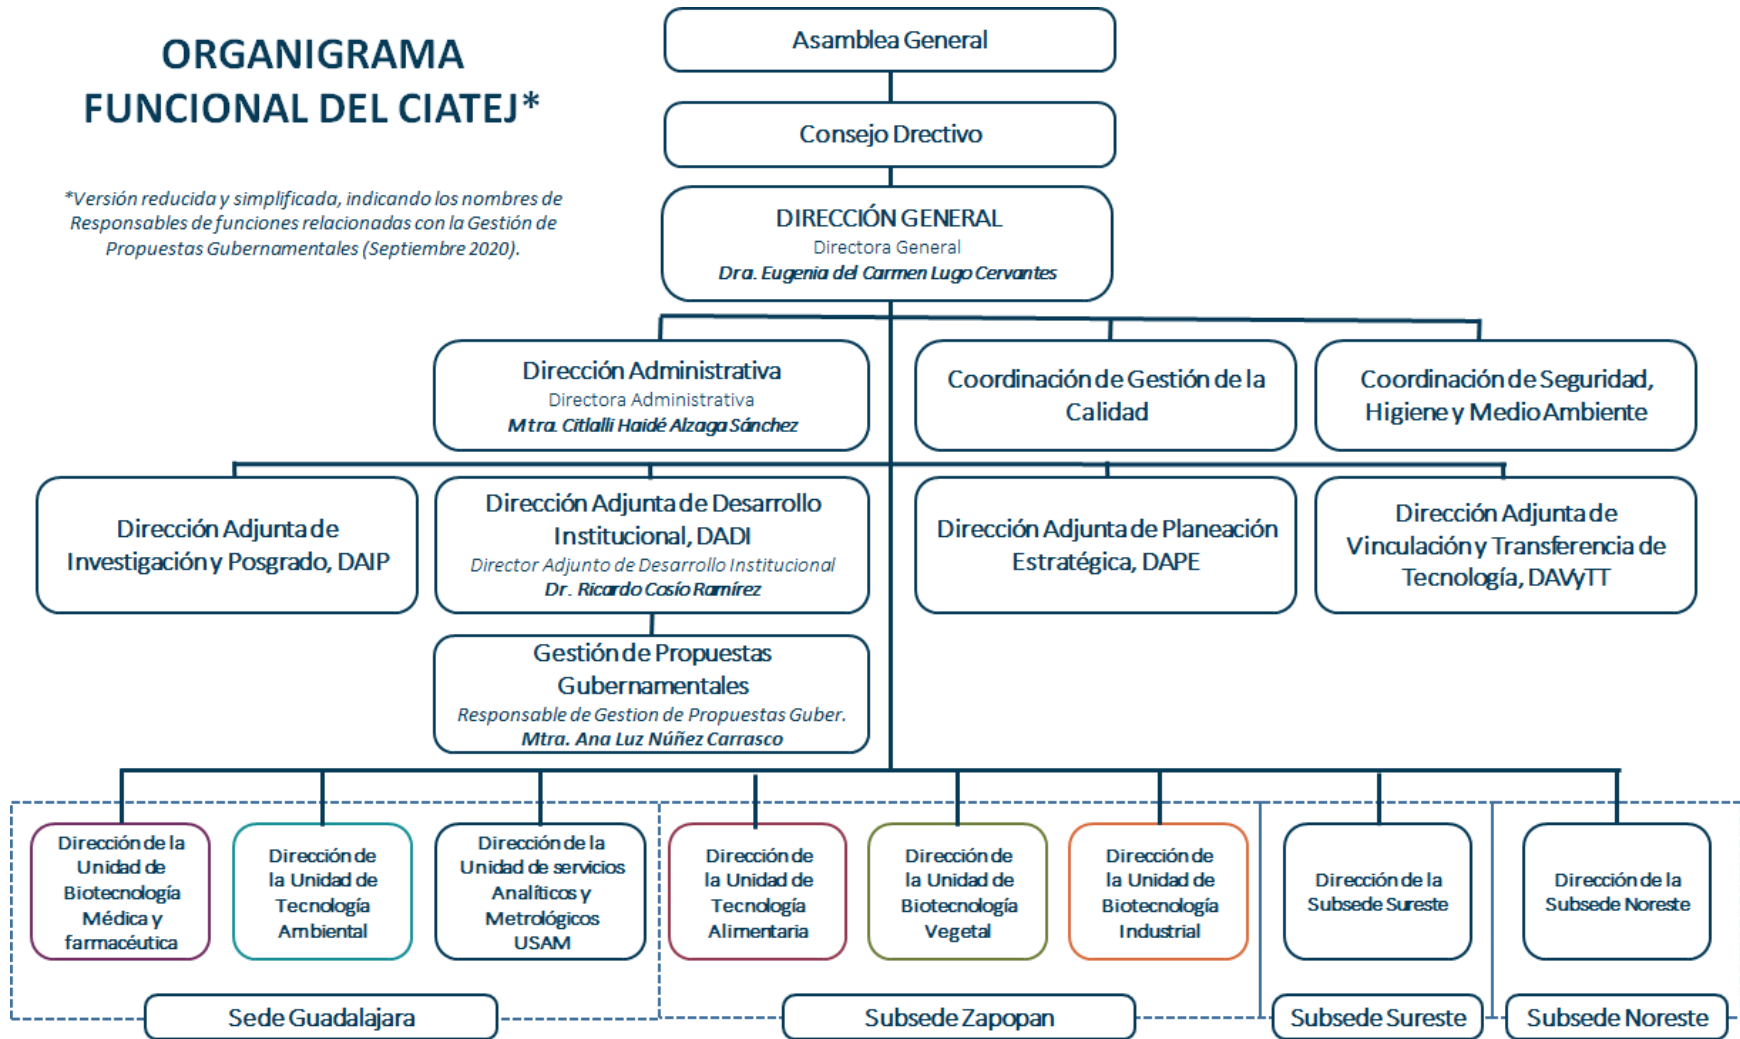 ORGANIGRAMA
FUNCIONAL DEL CIATEJ*
*Versión reducida y simplificada, indicando los nombres de
Responsables de funciones relacionadas con la Gestión de
Propuestas Gubernamentales (Septiembre 2020).
Asamblea General
Consejo Drectivo
DIRECCIÓN GENERAL
Directora General
Dra. Eugenia del Carmen Lugo Cervantes
Dirección Administrativa
Directora Administrativa
Mtra. Citlalli Haidé Alzaga Sánchez
Coordinación de Gestión de la
Calidad
Coordinación de Seguridad,
Higiene y Medio Ambiente
Dirección Adjunta de
Investigación y Posgrado, DAIP
Dirección Adjunta de Desarrollo
Institucional, DADI
Director Adjunto de Desarrollo Institucional
Dr. Ricardo Cosío Ramírez
Dirección Adjunta de Planeación
Estratégica, DAPE
Dirección Adjunta de
Vinculación y Transferencia de
Tecnología, DAVyTT
Gestión de Propuestas
Gubernamentales
Responsable de Gestion de Propuestas Guber.
Mtra. Ana Luz Núñez Carrasco
Dirección de la
Unidad de
Biotecnología
Médica y
farmacéutica
Dirección de
la Unidad de
Tecnología
Ambiental
Dirección de la
Unidad de servicios
Analíticos y
Metrológicos
USAM
Dirección de
la Unidad de
Tecnología
Alimentaria
Dirección de
la Unidad de
Biotecnología
Vegetal
Dirección de
la Unidad de
Biotecnología
Industrial
Dirección de la
Subsede Sureste
Dirección de la
Subsede Noreste
Sede Guadalajara
Subsede Zapopan
Subsede Sureste
Subsede Noreste